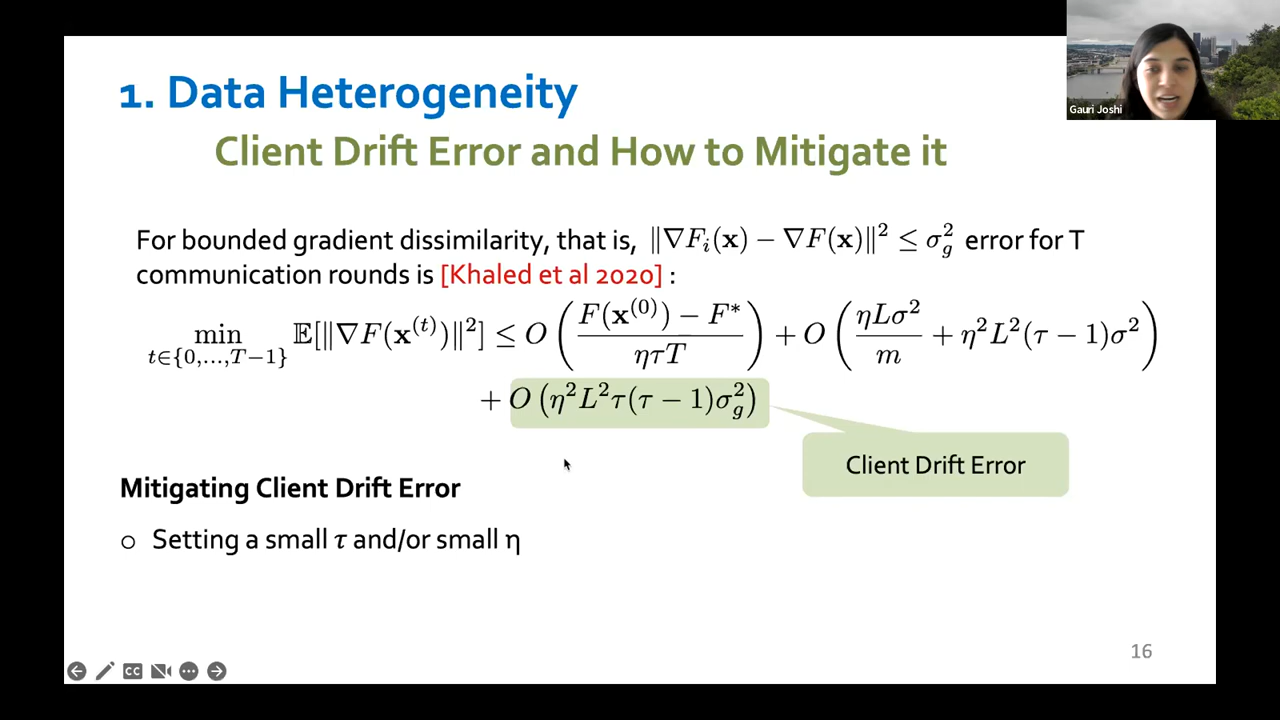 Gauri Joshi
1. Data Heterogeneity
Client Drift Error and How to Mitigate it
For bounded gradient dissimilarity, that is, ‖∇F_i(𝐱) − ∇F(𝐱)‖² ≤ σ_g² error for T
communication rounds is [Khaled et al 2020] :
min_{t∈{0,...,T−1}} 𝔼[‖∇F(𝐱^{(t)})‖²] ≤ O((F(𝐱^{(0)}) − F*)/(ητT)) + O(ηLσ²/m + η²L²(τ − 1)σ²)
+ O(η²L²τ(τ − 1)σ_g²)
Client Drift Error
Mitigating Client Drift Error
o Setting a small τ and/or small η
16
CC